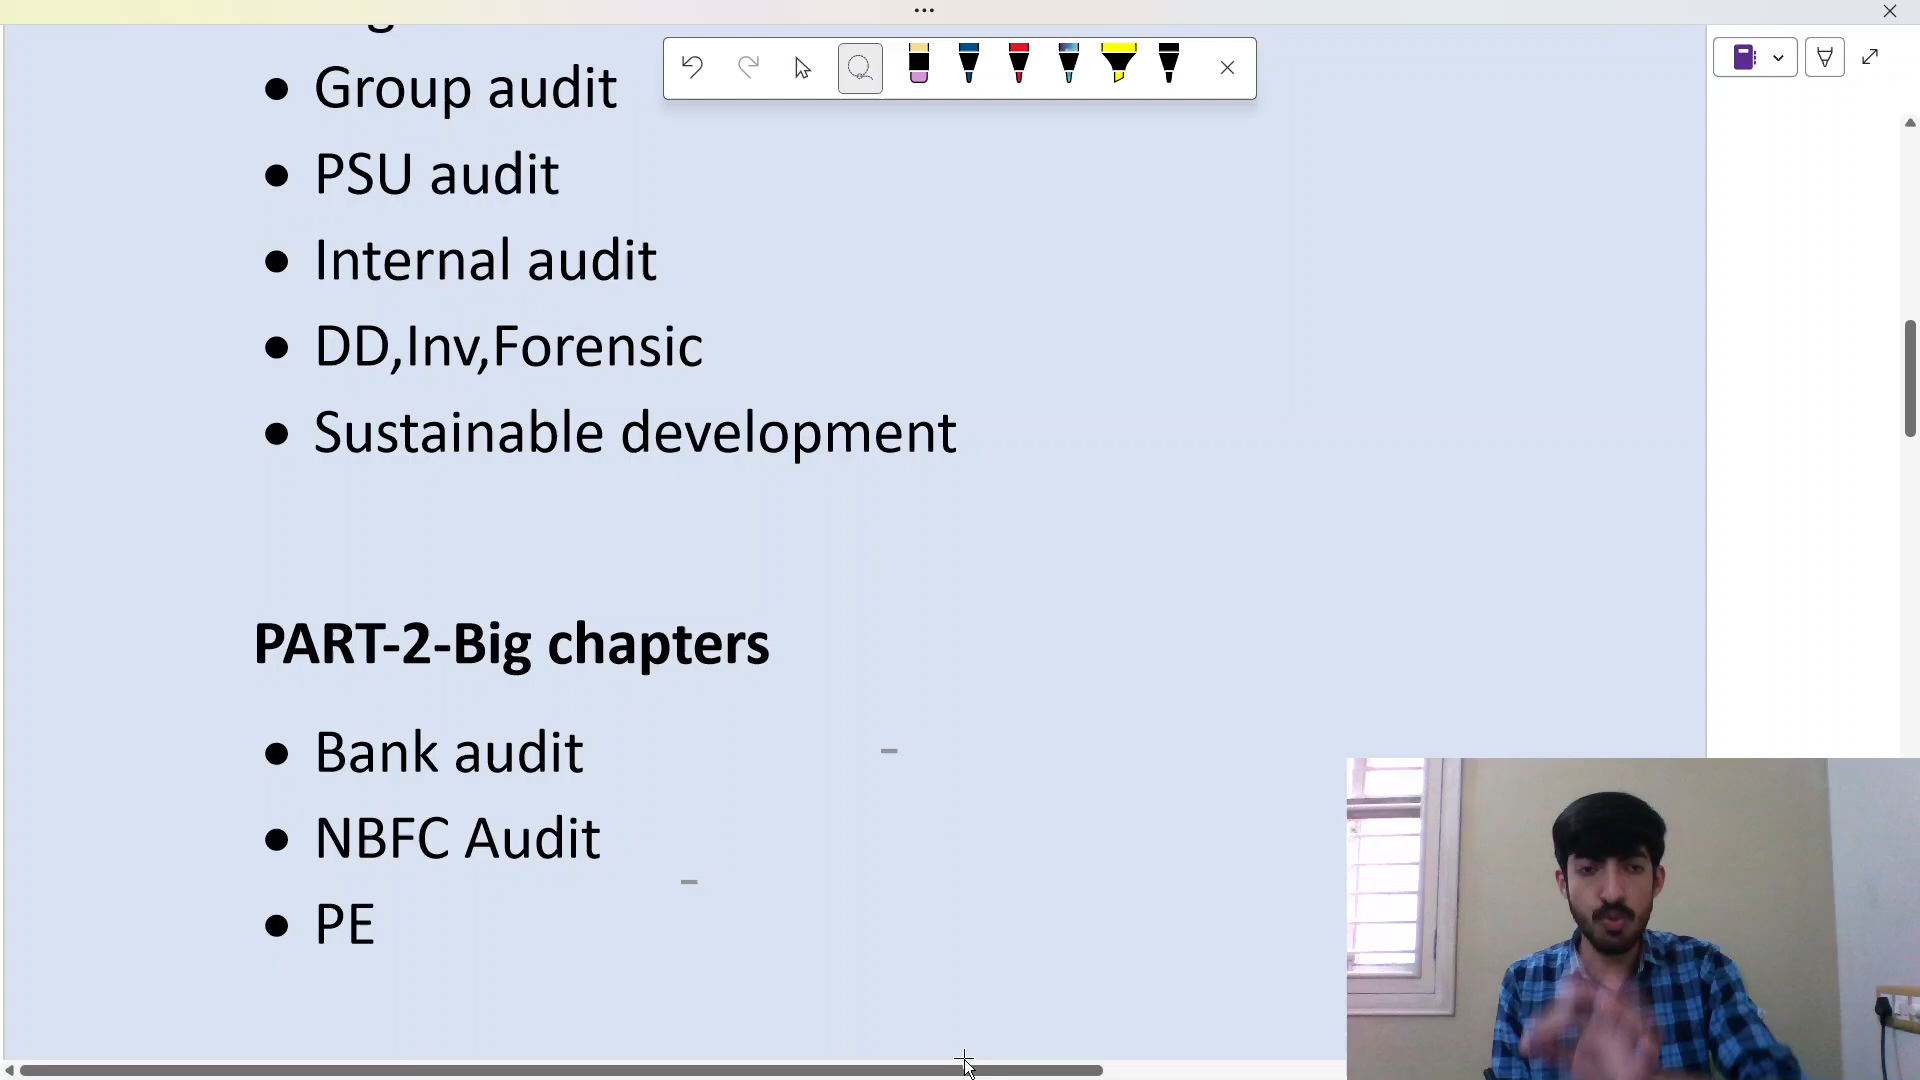 Group audit
PSU audit
Internal audit
DD,Inv,Forensic
Sustainable development
PART-2-Big chapters
Bank audit
NBFC Audit
PE